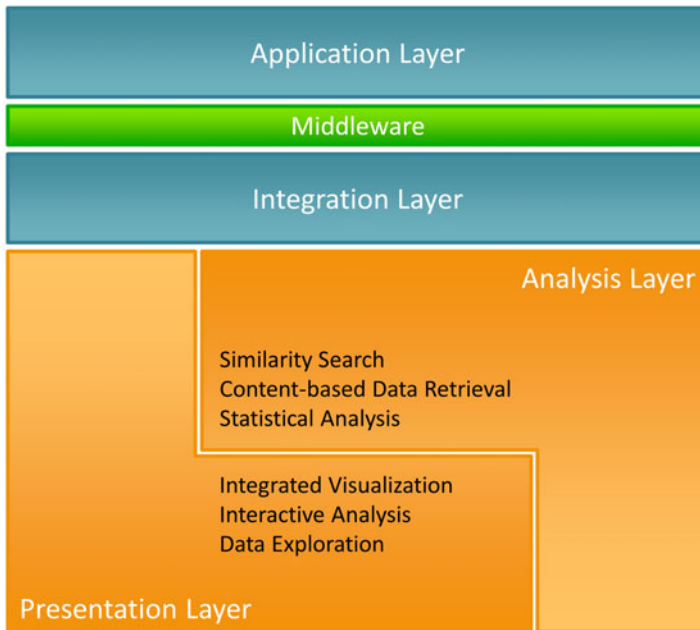 Application Layer
Middleware
Integration Layer
Analysis Layer
Similarity Search
Content-based Data Retrieval
Statistical Analysis
Integrated Visualization
Interactive Analysis
Data Exploration
Presentation Layer